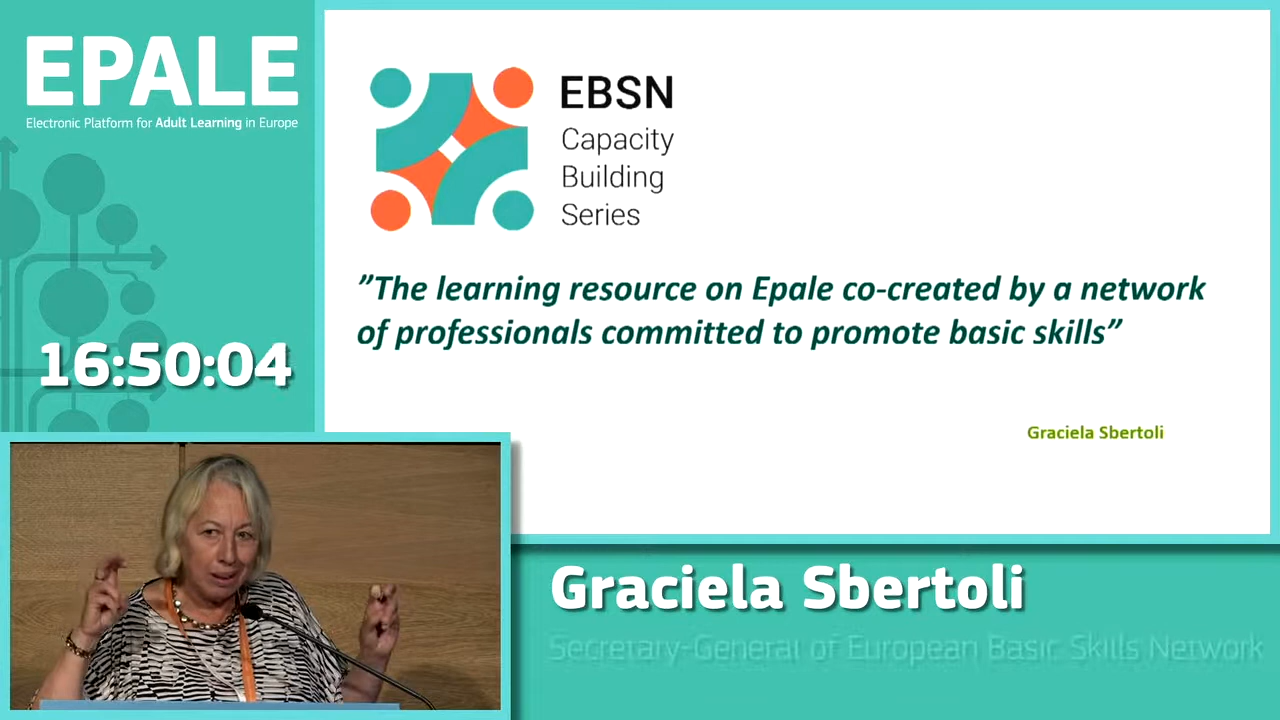 EPALE
Electronic Platform for Adult Learning in Europe
16:50:04
EBSN
Capacity
Building
Series
”The learning resource on Epale co-created by a network
of professionals committed to promote basic skills”
Graciela Sbertoli
Graciela Sbertoli
Secretary-General of European Basic Skills Network